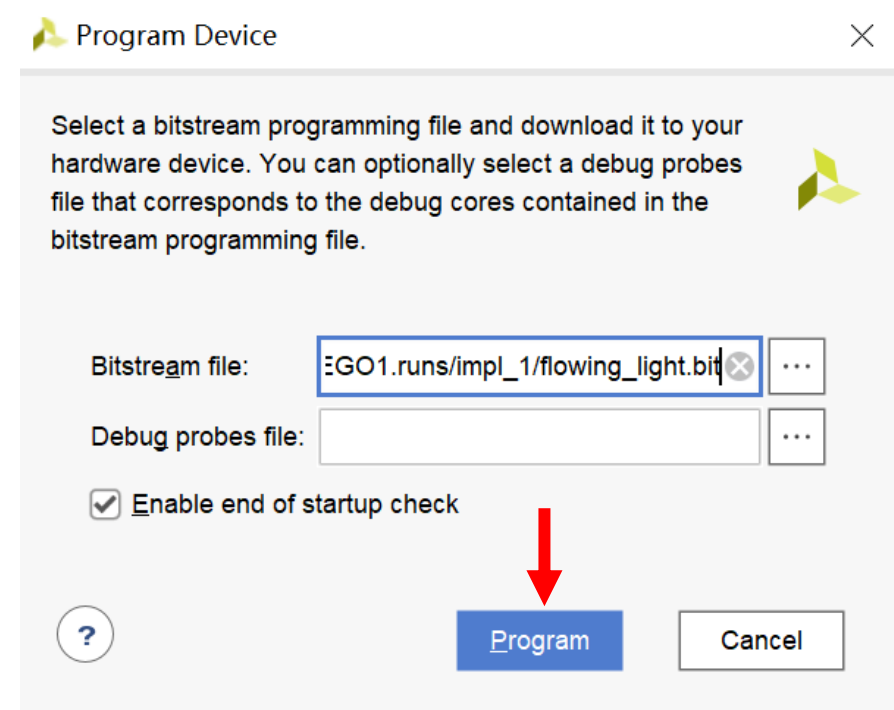 Program Device
Select a bitstream programming file and download it to your
hardware device. You can optionally select a debug probes
file that corresponds to the debug cores contained in the
bitstream programming file.
Bitstream file: EGO1.runs/impl_1/flowing_light.bit ...
Debug probes file: ...
Enable end of startup check
? Program Cancel